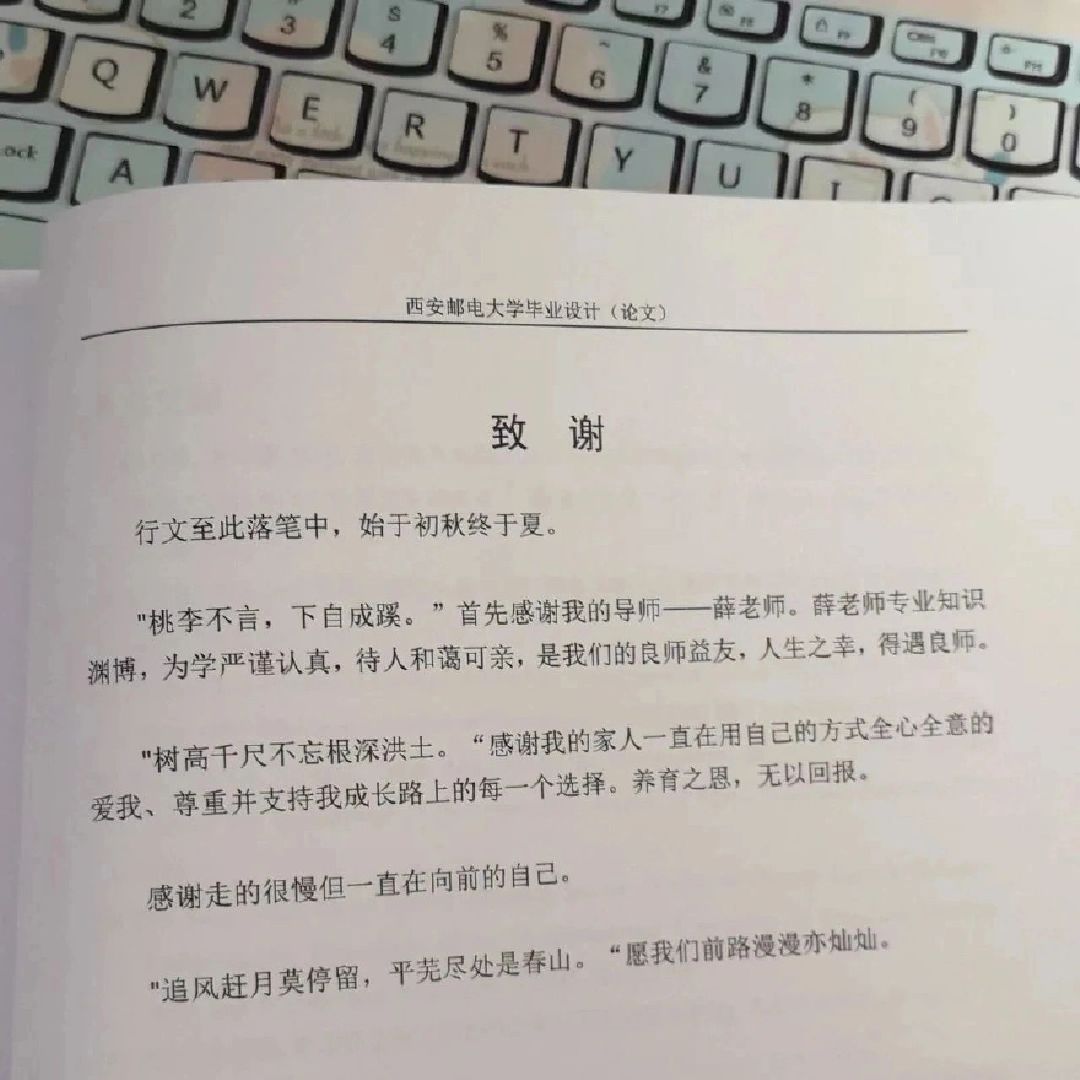 2 3 $ 4 % 5 6 & 7 * 8 ( 9 ) 0
Q W E R T Y U I
ock A
西安邮电大学毕业设计（论文）
致 谢
行文至此落笔中，始于初秋终于夏。
"桃李不言，下自成蹊。”首先感谢我的导师——薛老师。薛老师专业知识
渊博，为学严谨认真，待人和蔼可亲，是我们的良师益友，人生之幸，得遇良师。
"树高千尺不忘根深洪土。“感谢我的家人一直在用自己的方式全心全意的
爱我、尊重并支持我成长路上的每一个选择。养育之恩，无以回报。
感谢走的很慢但一直在向前的自己。
"追风赶月莫停留，平芜尽处是春山。“愿我们前路漫漫亦灿灿。